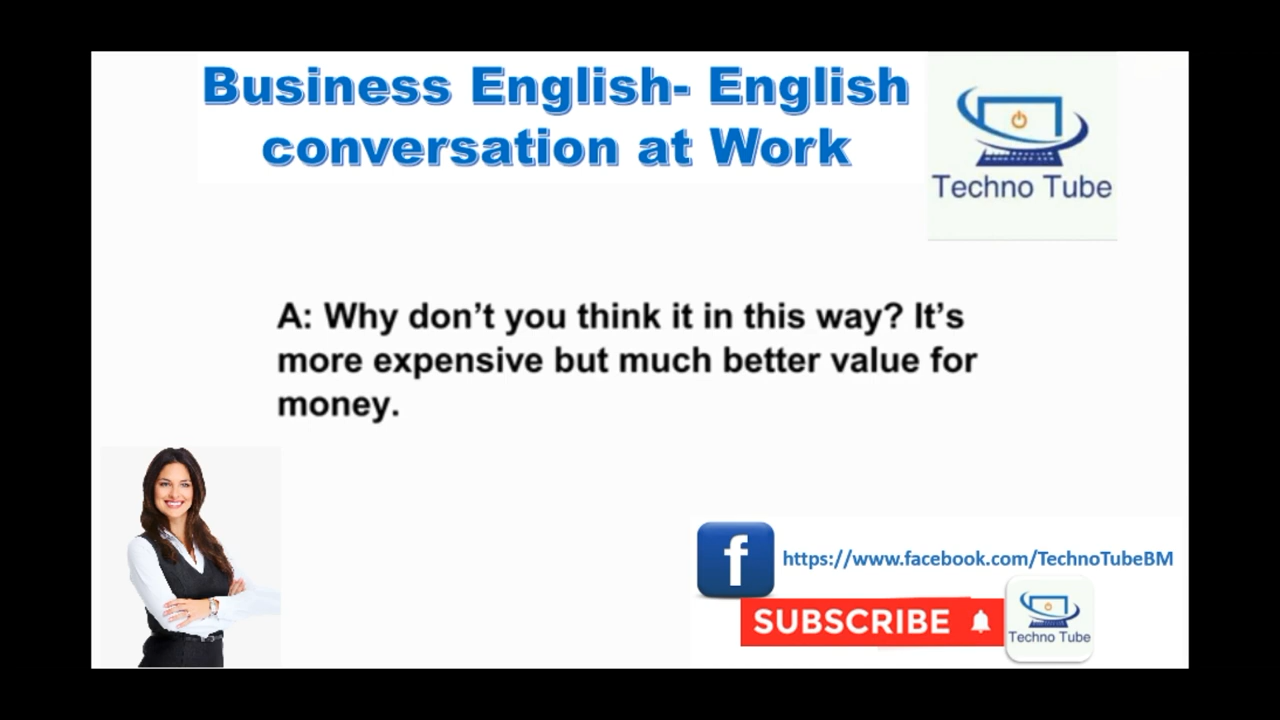 Business English- English
conversation at Work
Techno Tube
A: Why don’t you think it in this way? It’s
more expensive but much better value for
money.
f
https://www.facebook.com/TechnoTubeBM
SUBSCRIBE
Techno Tube